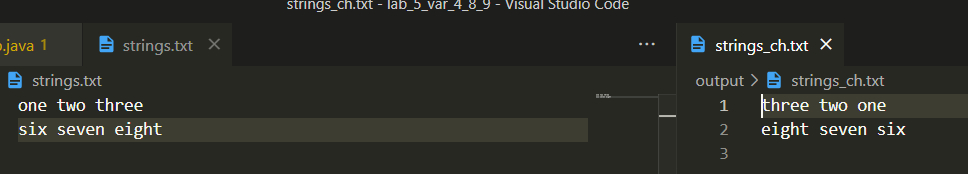 strings_ch.txt - lab_5_var_4_8_9 - Visual Studio Code
.java 1
strings.txt
strings.txt
one two three
six seven eight
strings_ch.txt
output > strings_ch.txt
1 three two one
2 eight seven six
3